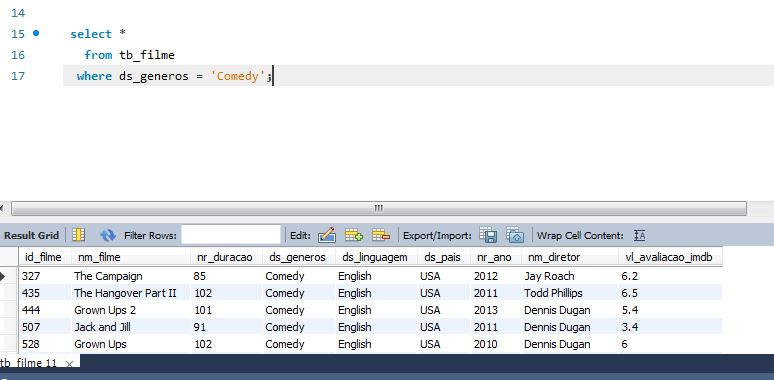 14
15 select *
16 from tb_filme
17 where ds_generos = 'Comedy';
Result Grid Filter Rows: Edit: Export/Import: Wrap Cell Content:
id_filme nm_filme nr_duracao ds_generos ds_linguagem ds_pais nr_ano nm_diretor vl_avaliacao_imdb
327 The Campaign 85 Comedy English USA 2012 Jay Roach 6.2
435 The Hangover Part II 102 Comedy English USA 2011 Todd Phillips 6.5
444 Grown Ups 2 101 Comedy English USA 2013 Dennis Dugan 5.4
507 Jack and Jill 91 Comedy English USA 2011 Dennis Dugan 3.4
528 Grown Ups 102 Comedy English USA 2010 Dennis Dugan 6
tb_filme 11